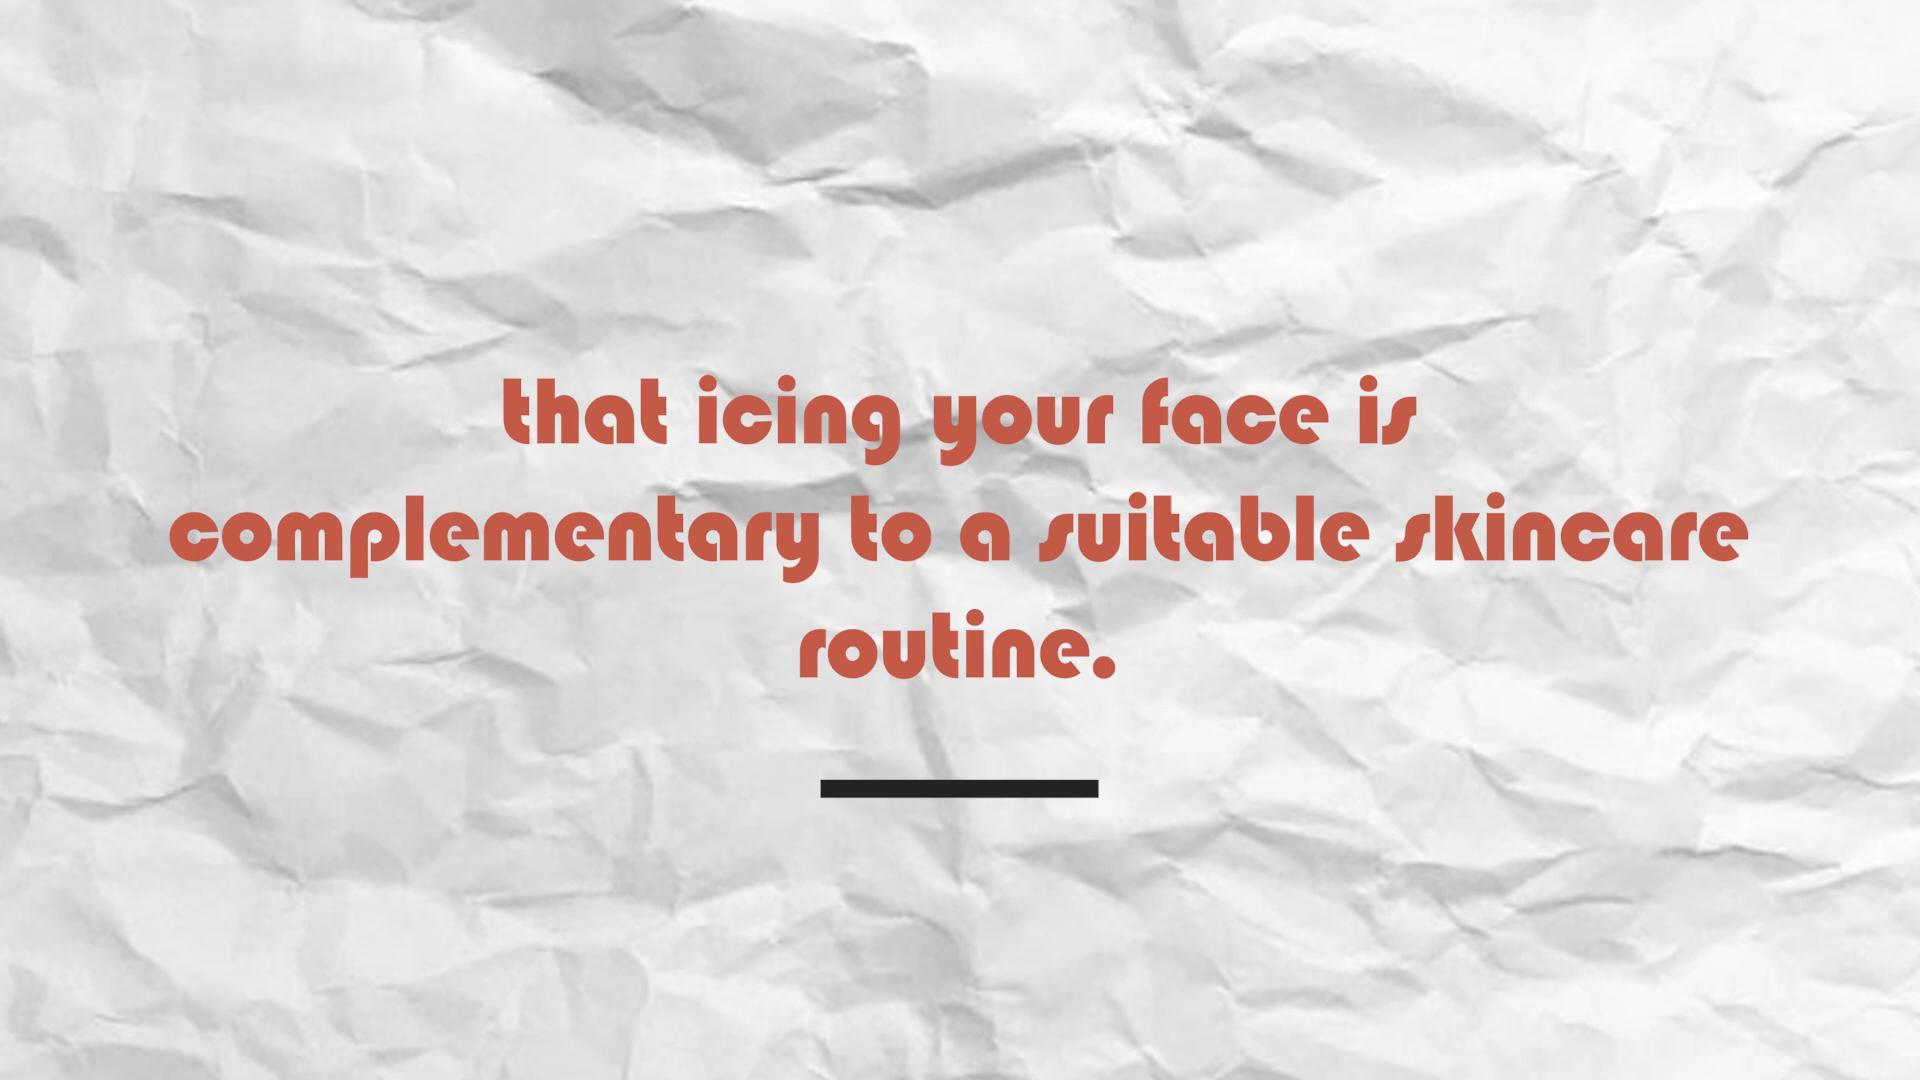 that icing your face is
complementary to a suitable skincare
routine.